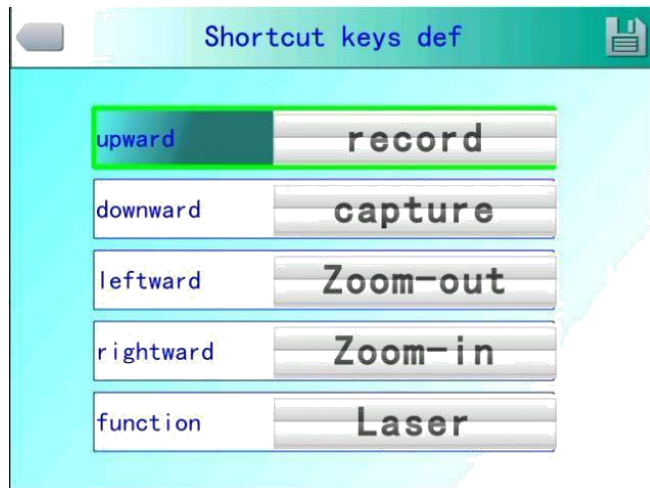 Shortcut keys def
upward record
downward capture
leftward Zoom-out
rightward Zoom-in
function Laser